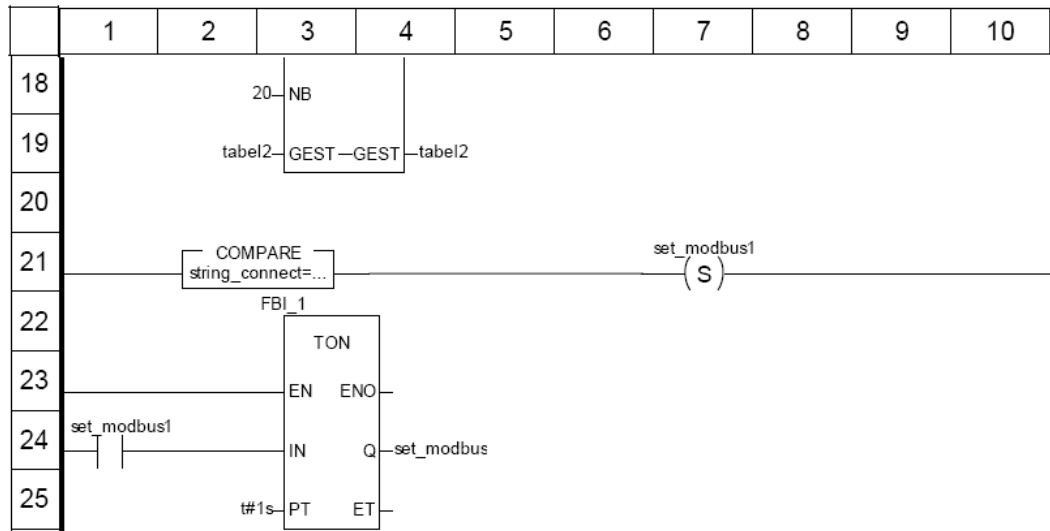 1 2 3 4 5 6 7 8 9 10
18
20 NB
19
tabel2 GEST GEST tabel2
20
21
COMPARE
string_connect=...
set_modbus1
S
22
FBI_1
TON
23
EN ENO
24
set_modbus1
IN Q set_modbus
25
t#1s PT ET